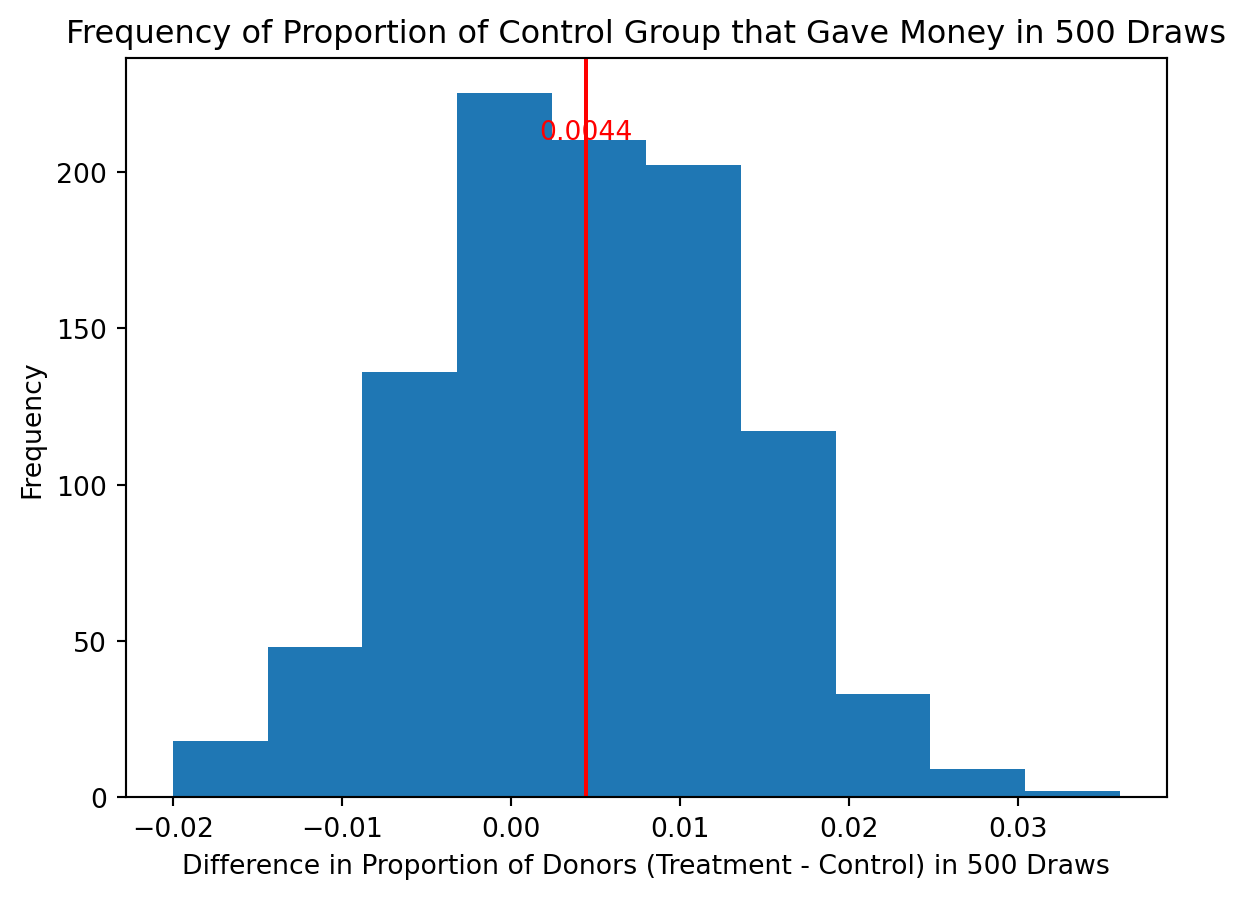 Frequency of Proportion of Control Group that Gave Money in 500 Draws
0.0044
200
150
100
50
0
Frequency
−0.02 −0.01 0.00 0.01 0.02 0.03
Difference in Proportion of Donors (Treatment - Control) in 500 Draws